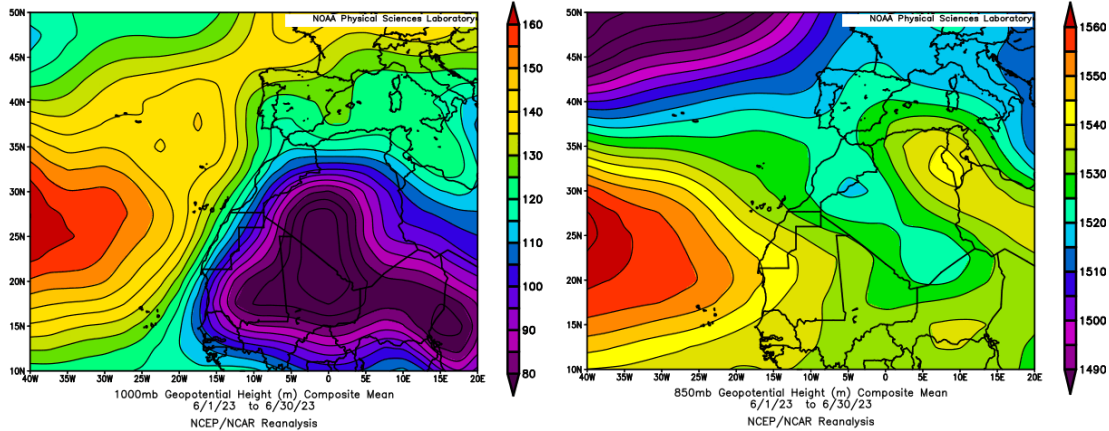 NOAA Physical Sciences Laboratory
50N
45N
40N
35N
30N
25N
20N
15N
10N
40W 35W 30W 25W 20W 15W 10W 5W 0 5E 10E 15E 20E
160
150
140
130
120
110
100
90
80
1000mb Geopotential Height (m) Composite Mean
6/1/23 to 6/30/23
NCEP/NCAR Reanalysis
NOAA Physical Sciences Laboratory
50N
45N
40N
35N
30N
25N
20N
15N
10N
40W 35W 30W 25W 20W 15W 10W 5W 0 5E 10E 15E 20E
1560
1550
1540
1530
1520
1510
1500
1490
850mb Geopotential Height (m) Composite Mean
6/1/23 to 6/30/23
NCEP/NCAR Reanalysis